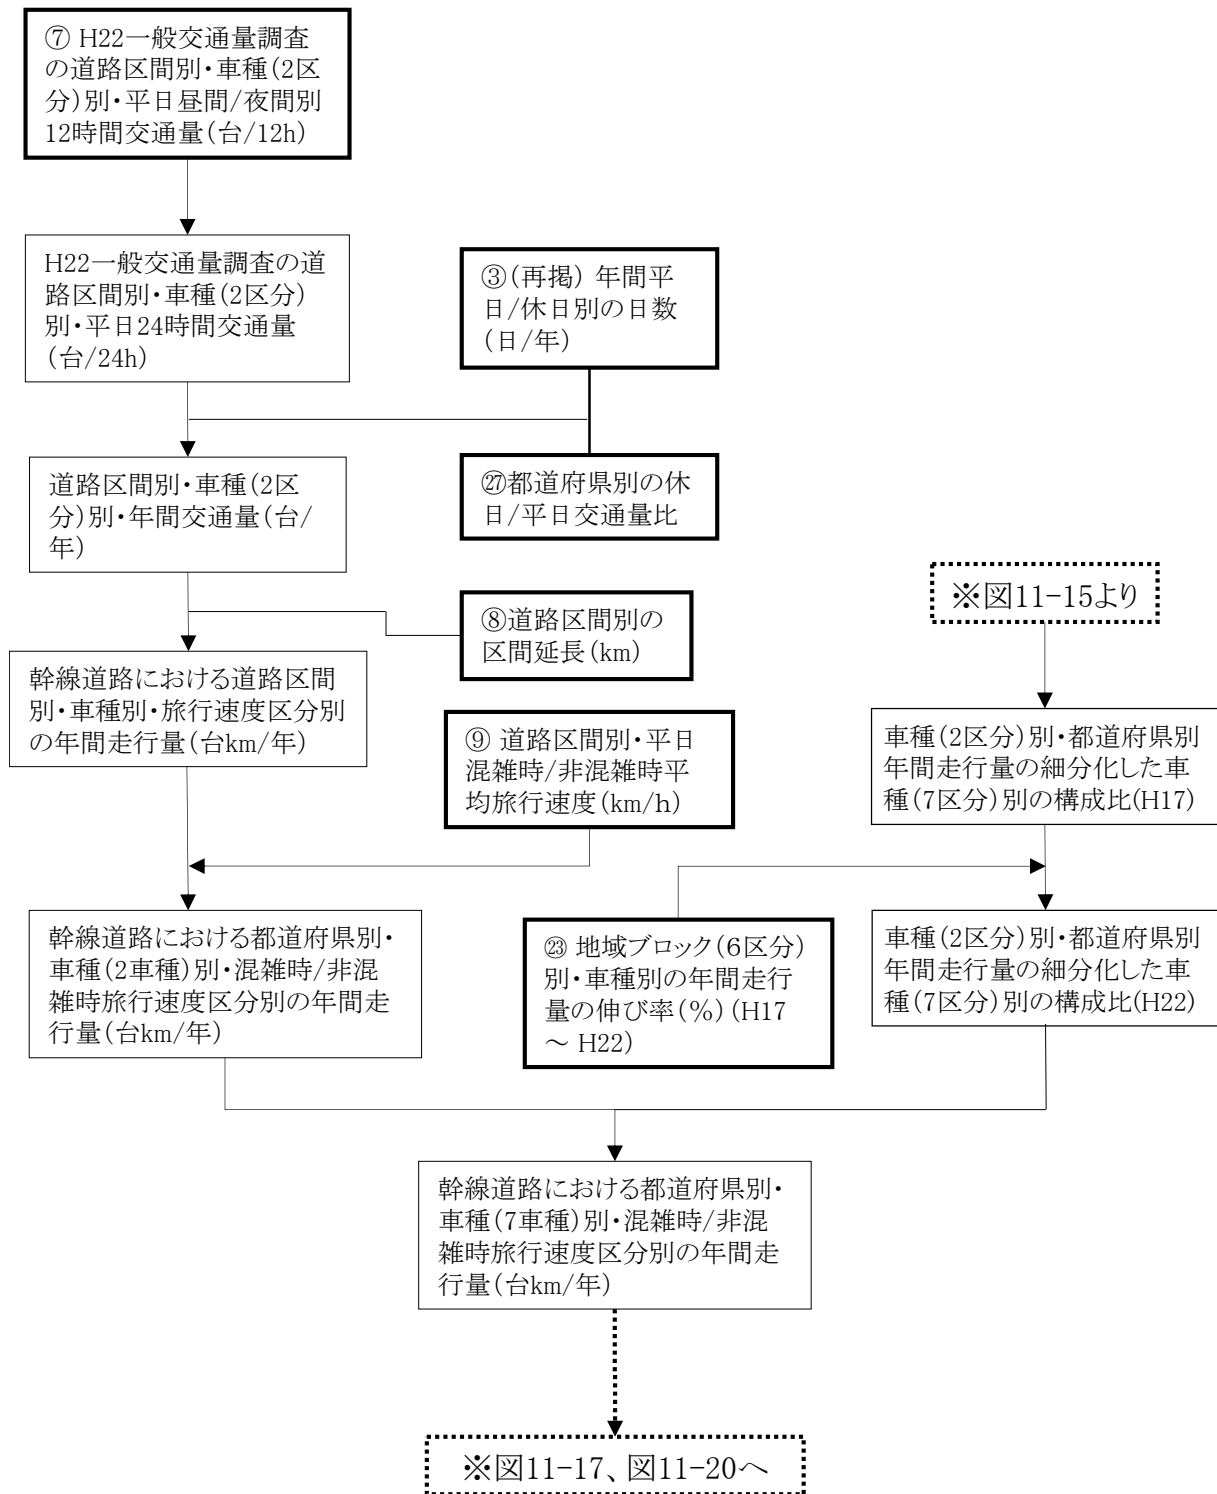 ⑦ H22一般交通量調査
の道路区間別・車種(2区
分)別・平日昼間/夜間別
12時間交通量(台/12h)
H22一般交通量調査の道
路区間別・車種(2区分)
別・平日24時間交通量
(台/24h)
③(再掲) 年間平
日/休日別の日数
(日/年)
道路区間別・車種(2区
分)別・年間交通量(台/
年)
㉗都道府県別の休
日/平日交通量比
⑧道路区間別の
区間延長(km)
※図11-15より
幹線道路における道路区間
別・車種別・旅行速度区分別
の年間走行量(台km/年)
⑨ 道路区間別・平日
混雑時/非混雑時平
均旅行速度(km/h)
車種(2区分)別・都道府県別
年間走行量の細分化した車
種(7区分)別の構成比(H17)
幹線道路における都道府県別・
車種(2車種)別・混雑時/非混
雑時旅行速度区分別の年間走
行量(台km/年)
㉓ 地域ブロック(6区分)
別・車種別の年間走行
量の伸び率(%)(H17
～ H22)
車種(2区分)別・都道府県別
年間走行量の細分化した車
種(7区分)別の構成比(H22)
幹線道路における都道府県別・
車種(7車種)別・混雑時/非混
雑時旅行速度区分別の年間走
行量(台km/年)
※図11-17、図11-20へ